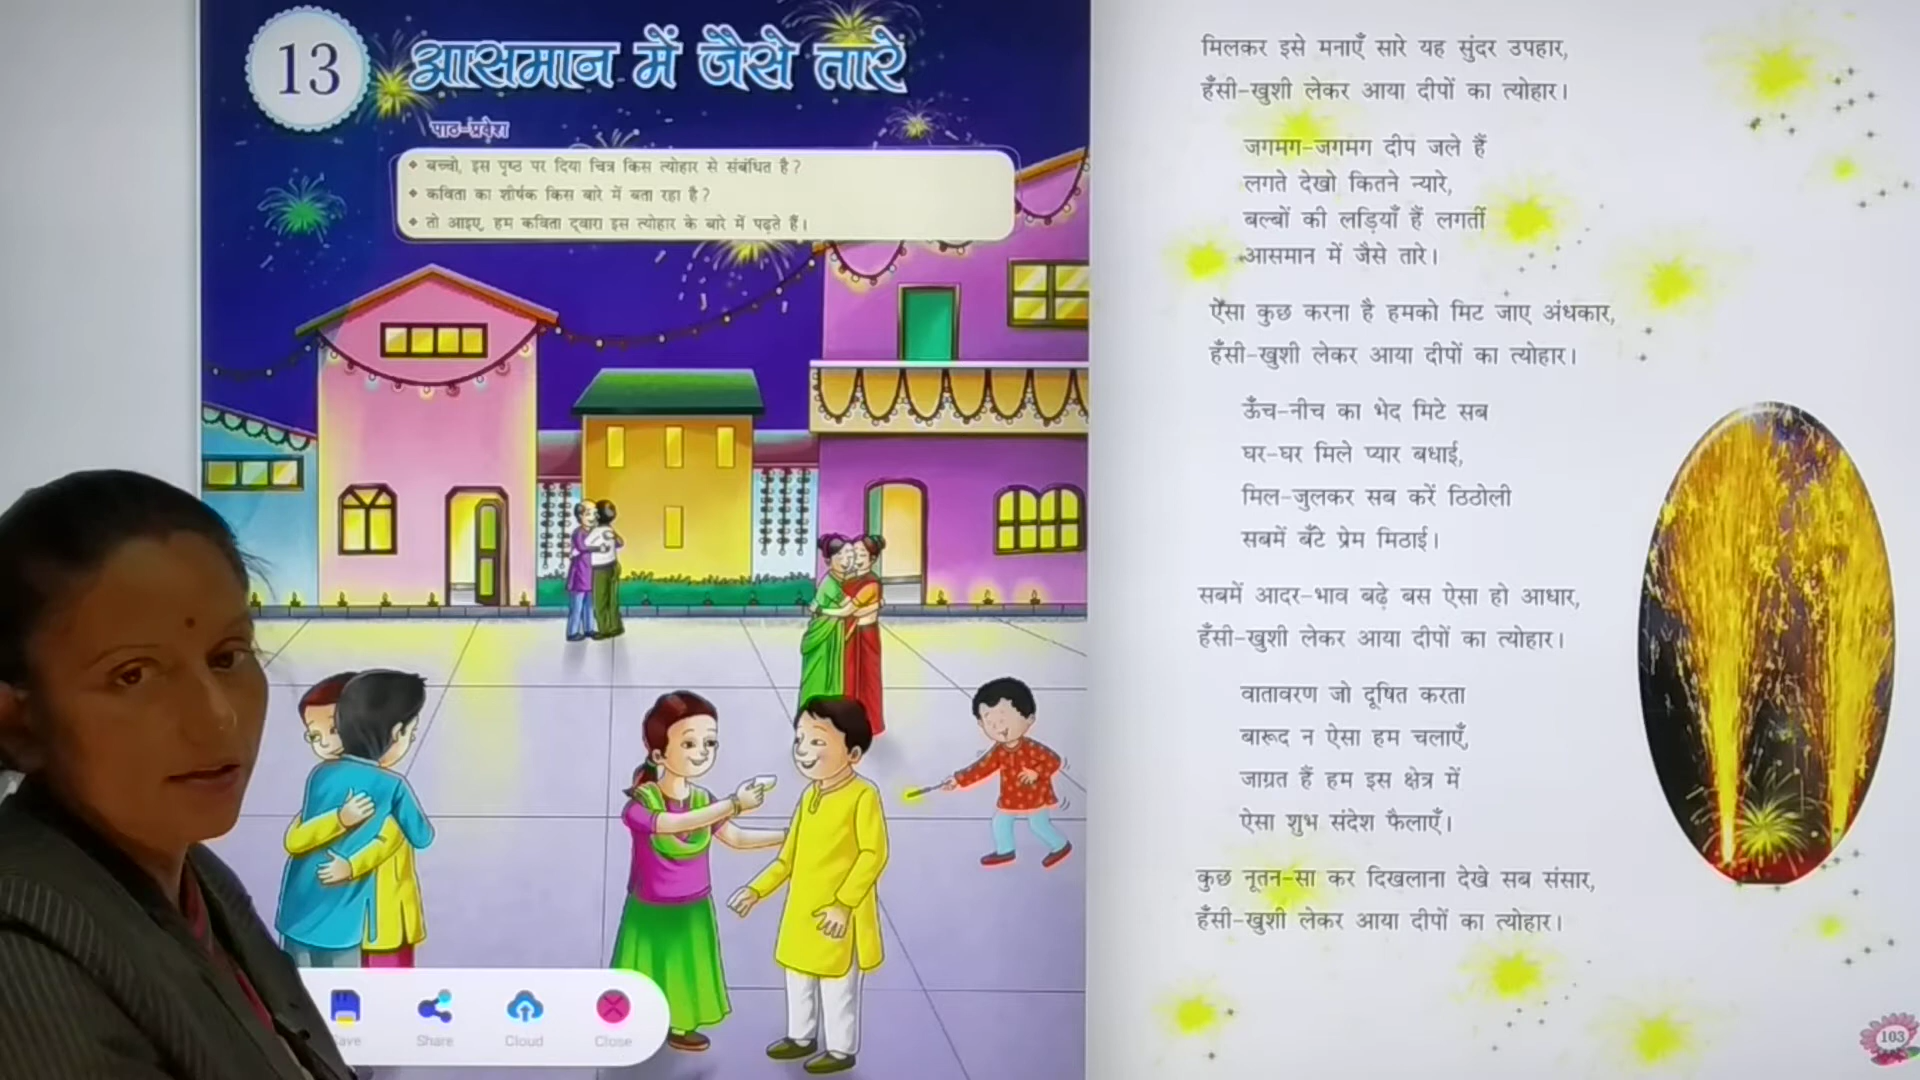 13
आसमान में जैसे तारे
पाठ-प्रवेश
❖ बच्चो, इस पृष्ठ पर दिया चित्र किस त्योहार से संबंधित है?
❖ कविता का शीर्षक किस बारे में बता रहा है?
❖ तो आइए, हम कविता द्वारा इस त्योहार के बारे में पढ़ते हैं।
Save
Share
Cloud
Close
मिलकर इसे मनाएँ सारे यह सुंदर उपहार,
हँसी-खुशी लेकर आया दीपों का त्योहार।
जगमग-जगमग दीप जले हैं
लगते देखो कितने न्यारे,
बल्बों की लड़ियाँ हैं लगतीं
आसमान में जैसे तारे।
ऐसा कुछ करना है हमको मिट जाए अंधकार,
हँसी-खुशी लेकर आया दीपों का त्योहार।
ऊँच-नीच का भेद मिटे सब
घर-घर मिले प्यार बधाई,
मिल-जुलकर सब करें ठिठोली
सबमें बँटे प्रेम मिठाई।
सबमें आदर-भाव बढ़े बस ऐसा हो आधार,
हँसी-खुशी लेकर आया दीपों का त्योहार।
वातावरण जो दूषित करता
बारूद न ऐसा हम चलाएँ,
जाग्रत हैं हम इस क्षेत्र में
ऐसा शुभ संदेश फैलाएँ।
कुछ नूतन-सा कर दिखलाना देखे सब संसार,
हँसी-खुशी लेकर आया दीपों का त्योहार।
103